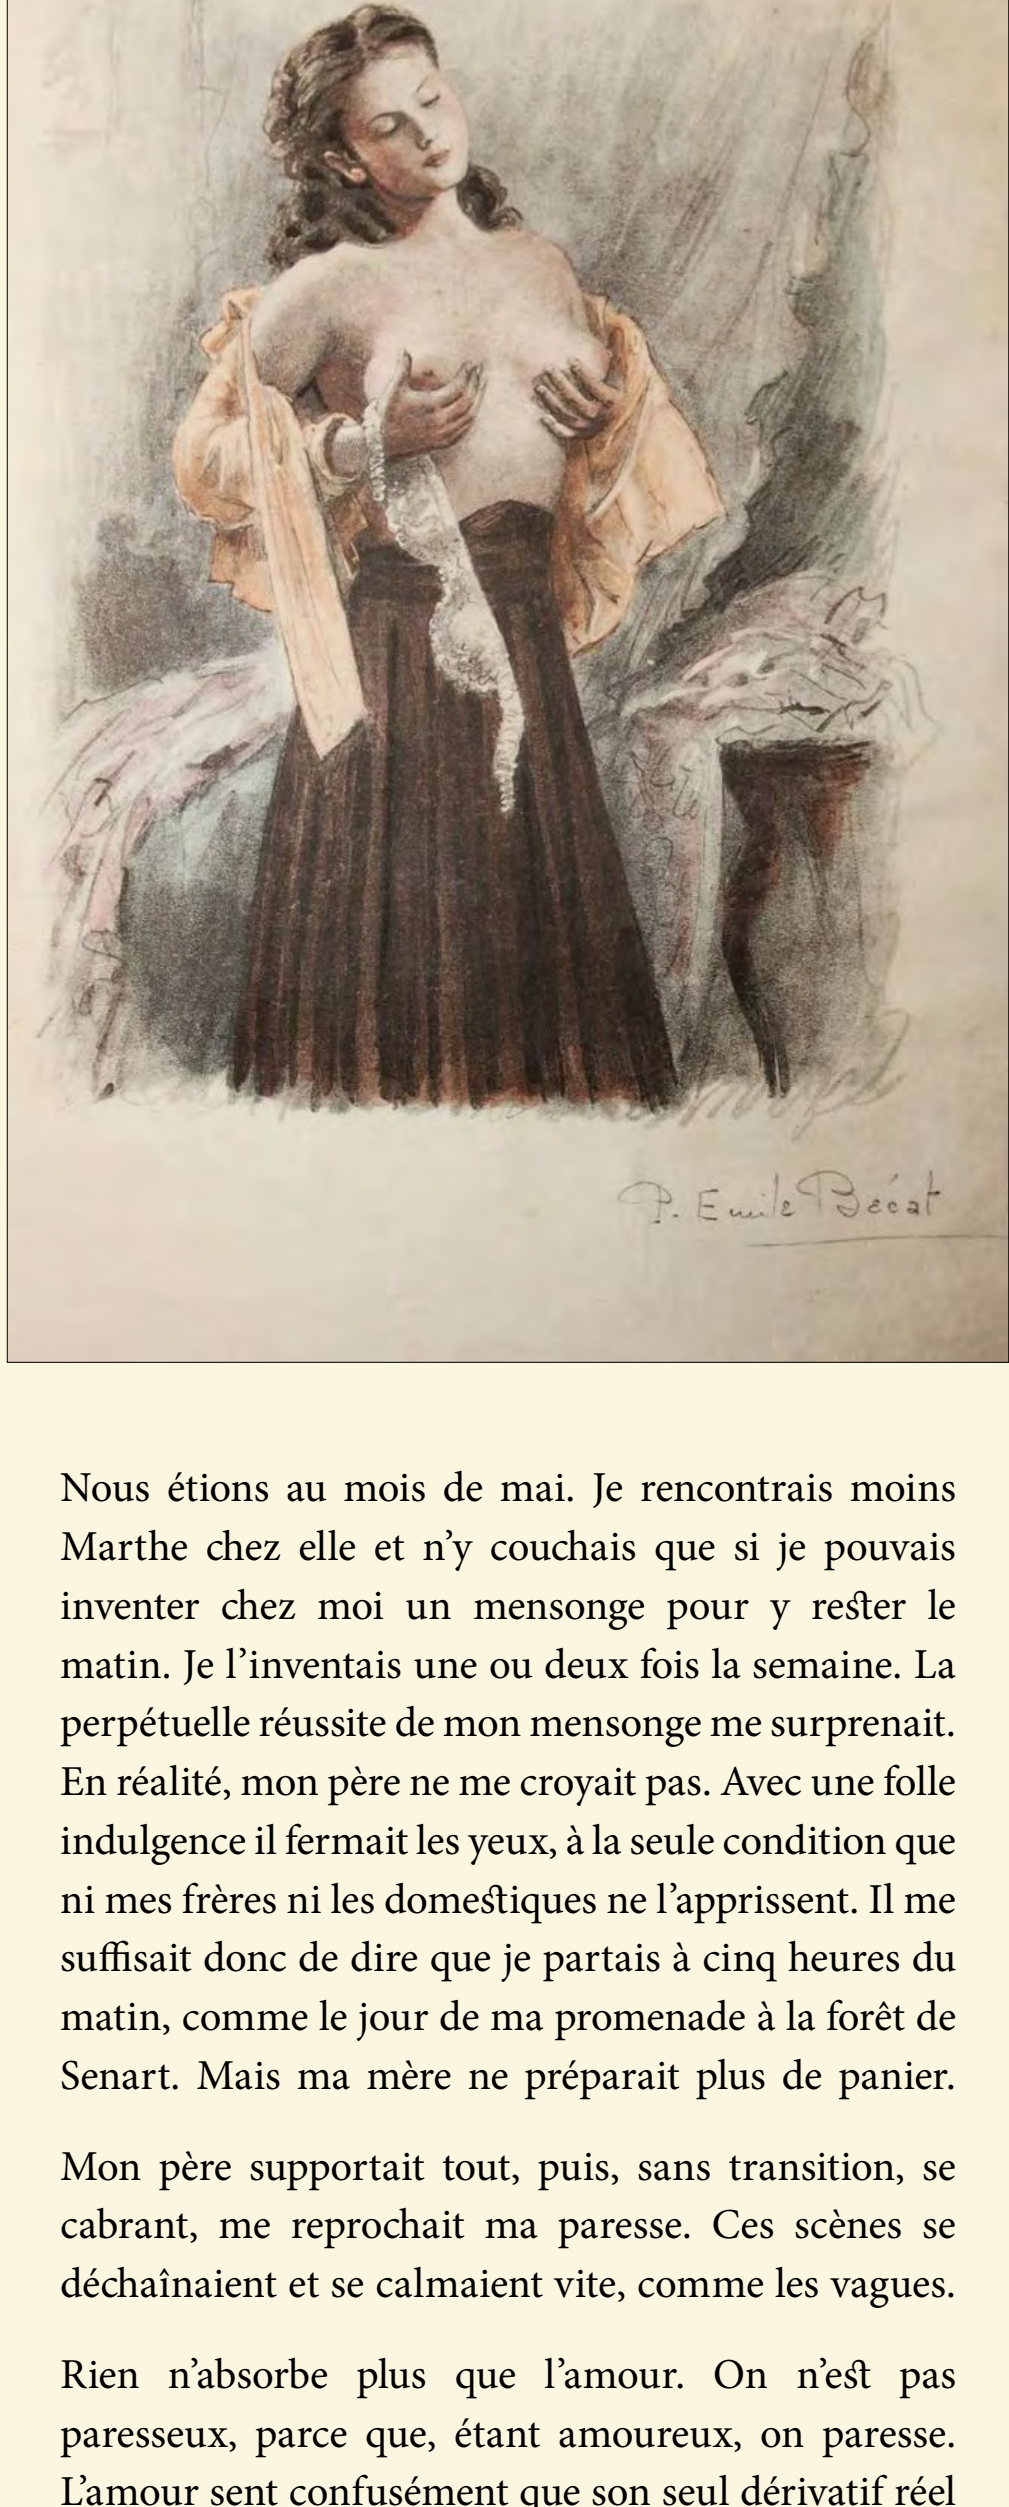 P. Emile Bécat
Nous étions au mois de mai. Je rencontrais moins
Marthe chez elle et n’y couchais que si je pouvais
inventer chez moi un mensonge pour y rester le
matin. Je l’inventais une ou deux fois la semaine. La
perpétuelle réussite de mon mensonge me surprenait.
En réalité, mon père ne me croyait pas. Avec une folle
indulgence il fermait les yeux, à la seule condition que
ni mes frères ni les domestiques ne l’apprissent. Il me
suffisait donc de dire que je partais à cinq heures du
matin, comme le jour de ma promenade à la forêt de
Senart. Mais ma mère ne préparait plus de panier.
Mon père supportait tout, puis, sans transition, se
cabrant, me reprochait ma paresse. Ces scènes se
déchaînaient et se calmaient vite, comme les vagues.
Rien n’absorbe plus que l’amour. On n’est pas
paresseux, parce que, étant amoureux, on paresse.
L’amour sent confusément que son seul dérivatif réel